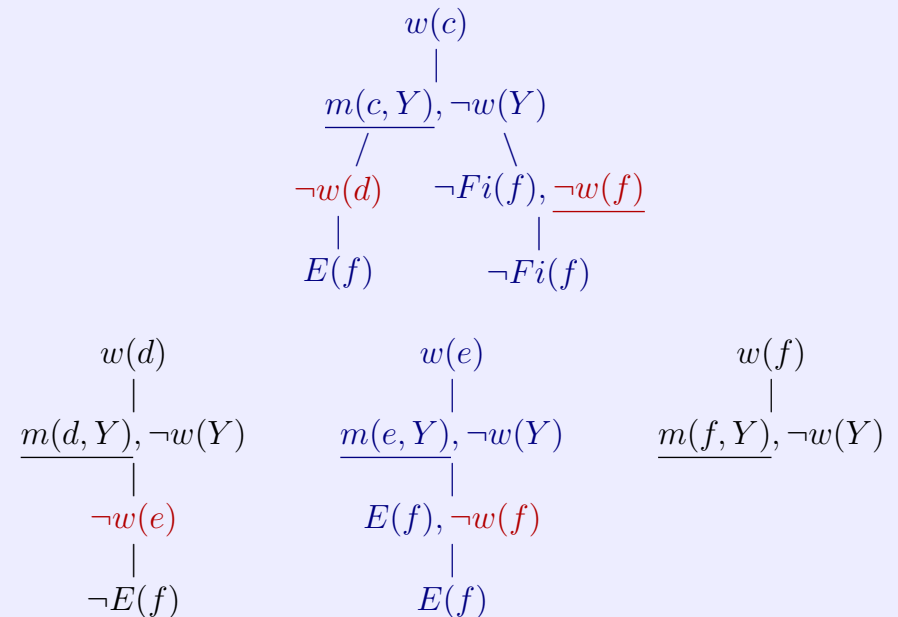 w(c)
m(c, Y), ¬w(Y)
¬w(d) ¬Fi(f), ¬w(f)
E(f) ¬Fi(f)
w(d) w(e) w(f)
m(d, Y), ¬w(Y) m(e, Y), ¬w(Y) m(f, Y), ¬w(Y)
¬w(e) E(f), ¬w(f)
¬E(f) E(f)